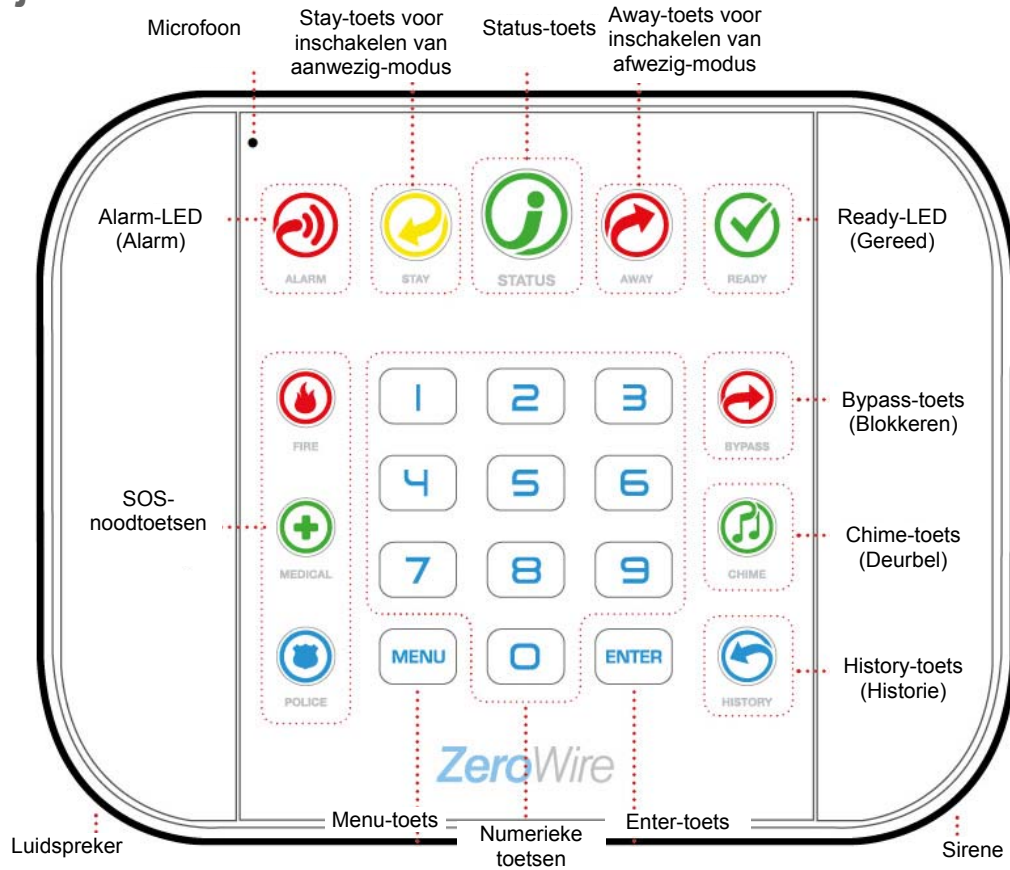 Microfoon
Stay-toets voor
inschakelen van
aanwezig-modus
Status-toets
Away-toets voor
inschakelen van
afwezig-modus
Alarm-LED
(Alarm)
ALARM
STAY
STATUS
AWAY
READY
Ready-LED
(Gereed)
FIRE
1
2
3
BYPASS
Bypass-toets
(Blokkeren)
SOS-
noodtoetsen
MEDICAL
4
5
6
CHIME
Chime-toets
(Deurbel)
7
8
9
POLICE
MENU
0
ENTER
HISTORY
History-toets
(Historie)
ZeroWire
Luidspreker
Menu-toets
Numerieke
toetsen
Enter-toets
Sirene